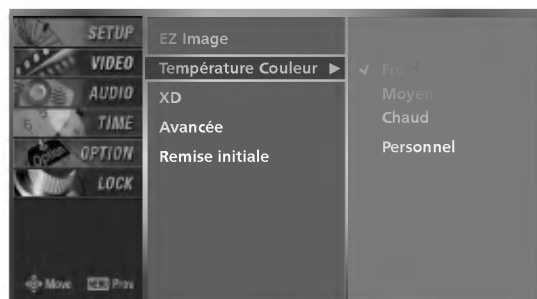 SETUP
VIDEO
AUDIO
TIME
OPTION
LOCK
Move MENU Prev
EZ Image
Température Couleur ▶
XD
Avancée
Remise initiale
✓ Froid
Moyen
Chaud
Personnel